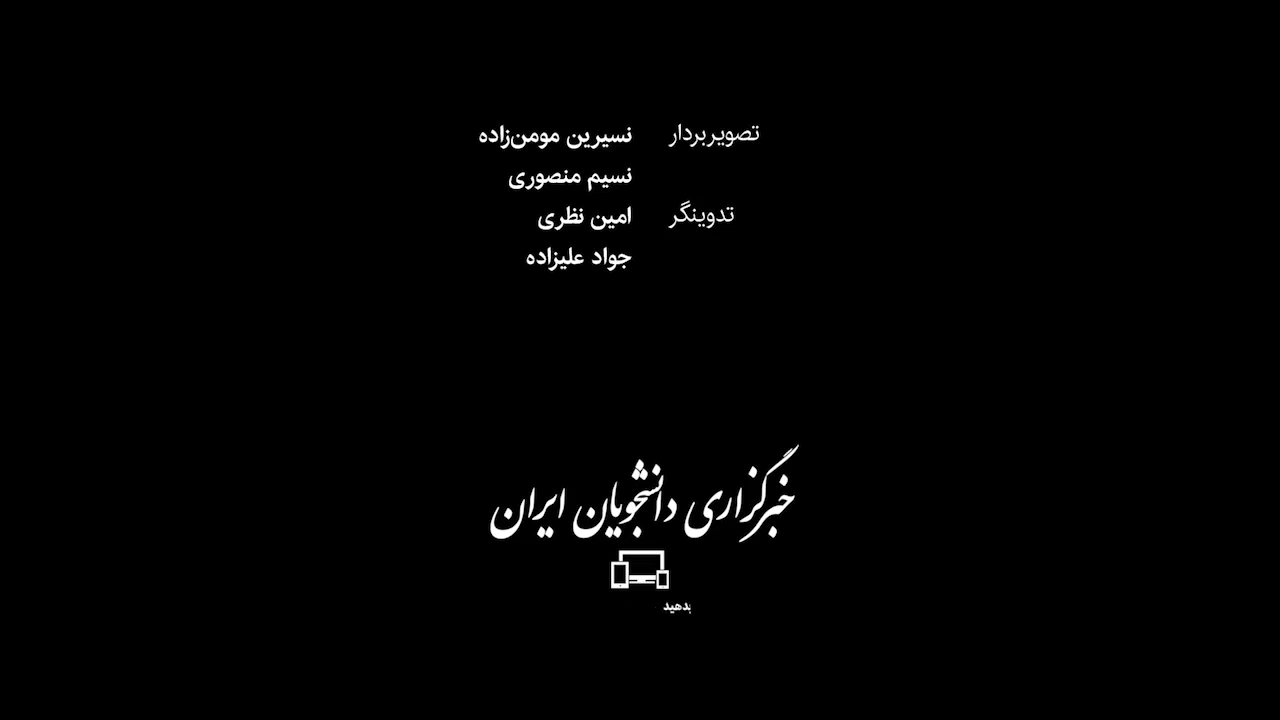 تصویربردار نسیرین مومن‌زاده
نسیم منصوری
تدوینگر امین نظری
جواد علیزاده
خبرگزاری دانشجویان ایران
بدهید